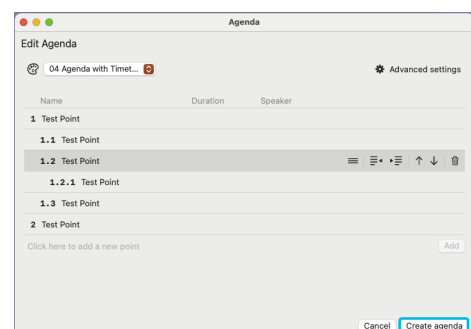 Agenda
Edit Agenda
04 Agenda with Timet...
Advanced settings
Name Duration Speaker
1 Test Point
1.1 Test Point
1.2 Test Point
1.2.1 Test Point
1.3 Test Point
2 Test Point
Click here to add a new point Add
Cancel Create agenda